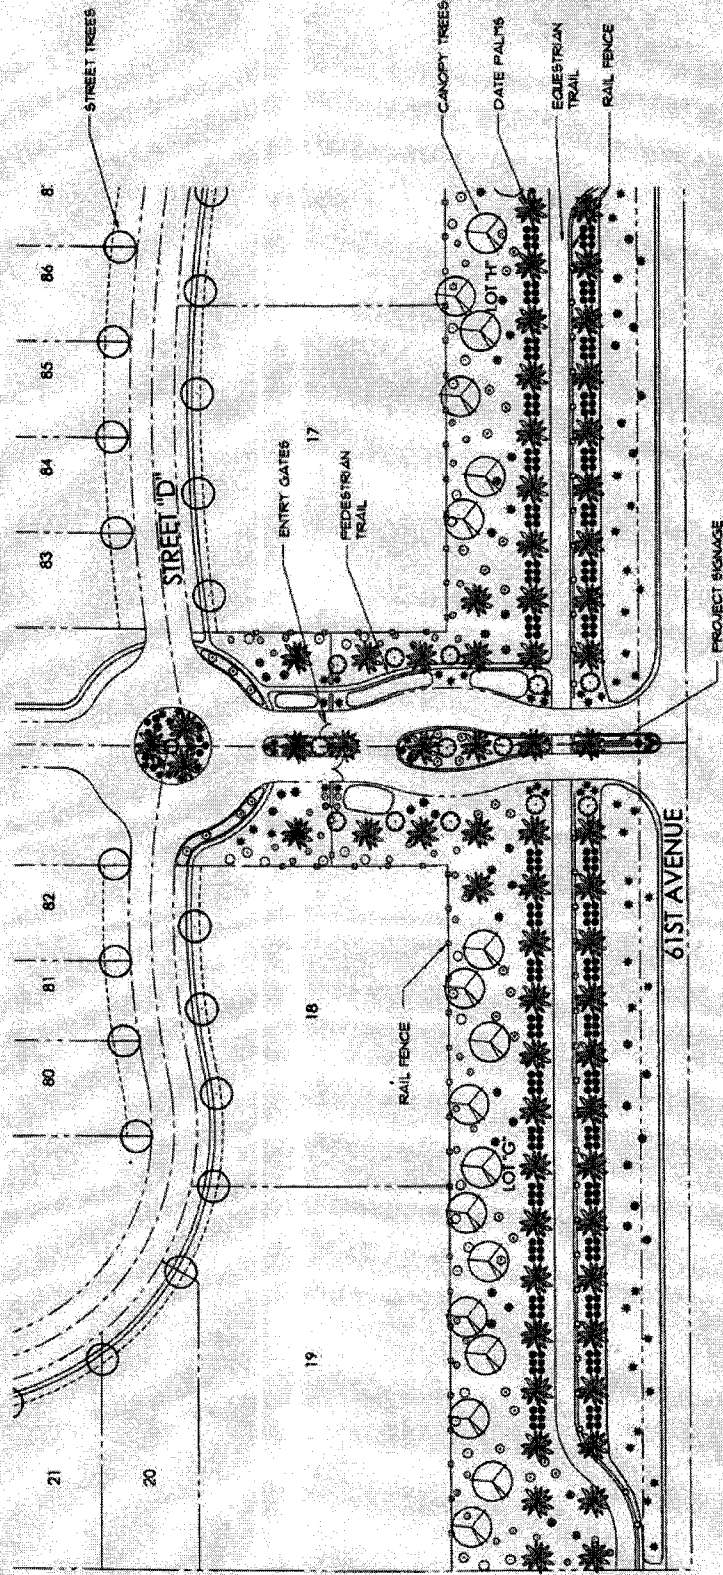 STREET TREES
CANOPY TREES
DATE PALMS
EQUESTRIAN
TRAIL
RAIL FENCE
83
84
85
86
8
STREET "D"
ENTRY GATES
17
PEDESTRIAN
TRAIL
LOT "H"
PROJECT SIGNAGE
80
81
82
21
20
19
18
RAIL FENCE
LOT "G"
61ST AVENUE